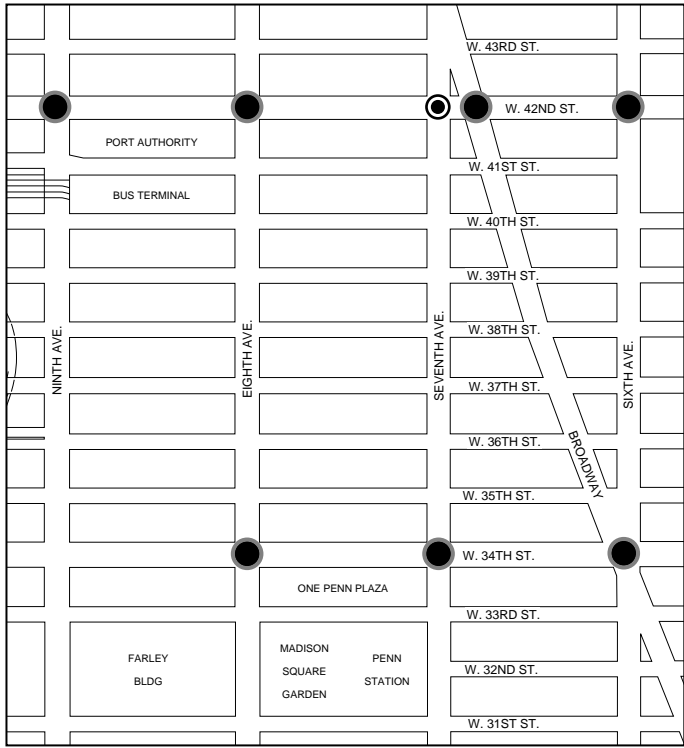 W. 43RD ST.
W. 42ND ST.
PORT AUTHORITY
W. 41ST ST.
BUS TERMINAL
W. 40TH ST.
W. 39TH ST.
W. 38TH ST.
NINTH AVE.
EIGHTH AVE.
SEVENTH AVE.
SIXTH AVE.
W. 37TH ST.
W. 36TH ST.
BROADWAY
W. 35TH ST.
W. 34TH ST.
ONE PENN PLAZA
W. 33RD ST.
FARLEY
BLDG
MADISON
SQUARE
GARDEN
PENN
STATION
W. 32ND ST.
W. 31ST ST.